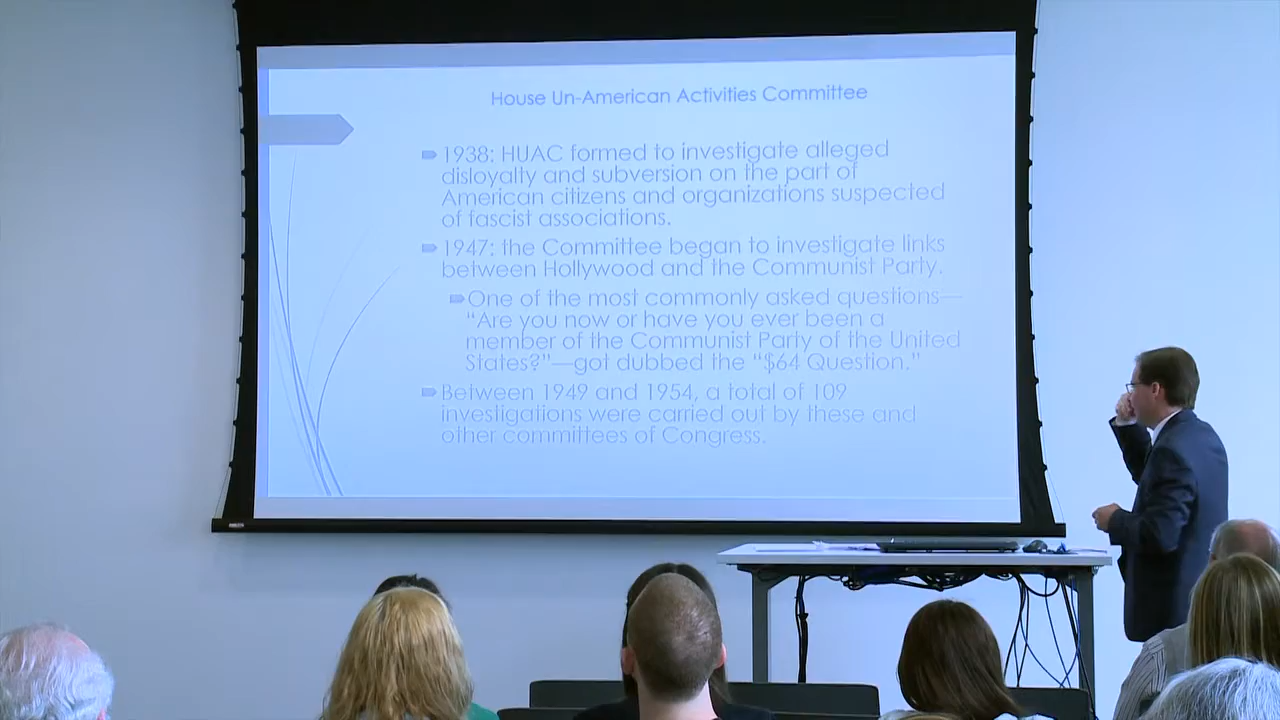 House Un-American Activities Committee
1938: HUAC formed to investigate alleged
disloyalty and subversion on the part of
American citizens and organizations suspected
of fascist associations.
1947: the Committee began to investigate links
between Hollywood and the Communist Party.
One of the most commonly asked questions—
“Are you now or have you ever been a
member of the Communist Party of the United
States?”—got dubbed the “$64 Question.”
Between 1949 and 1954, a total of 109
investigations were carried out by these and
other committees of Congress.